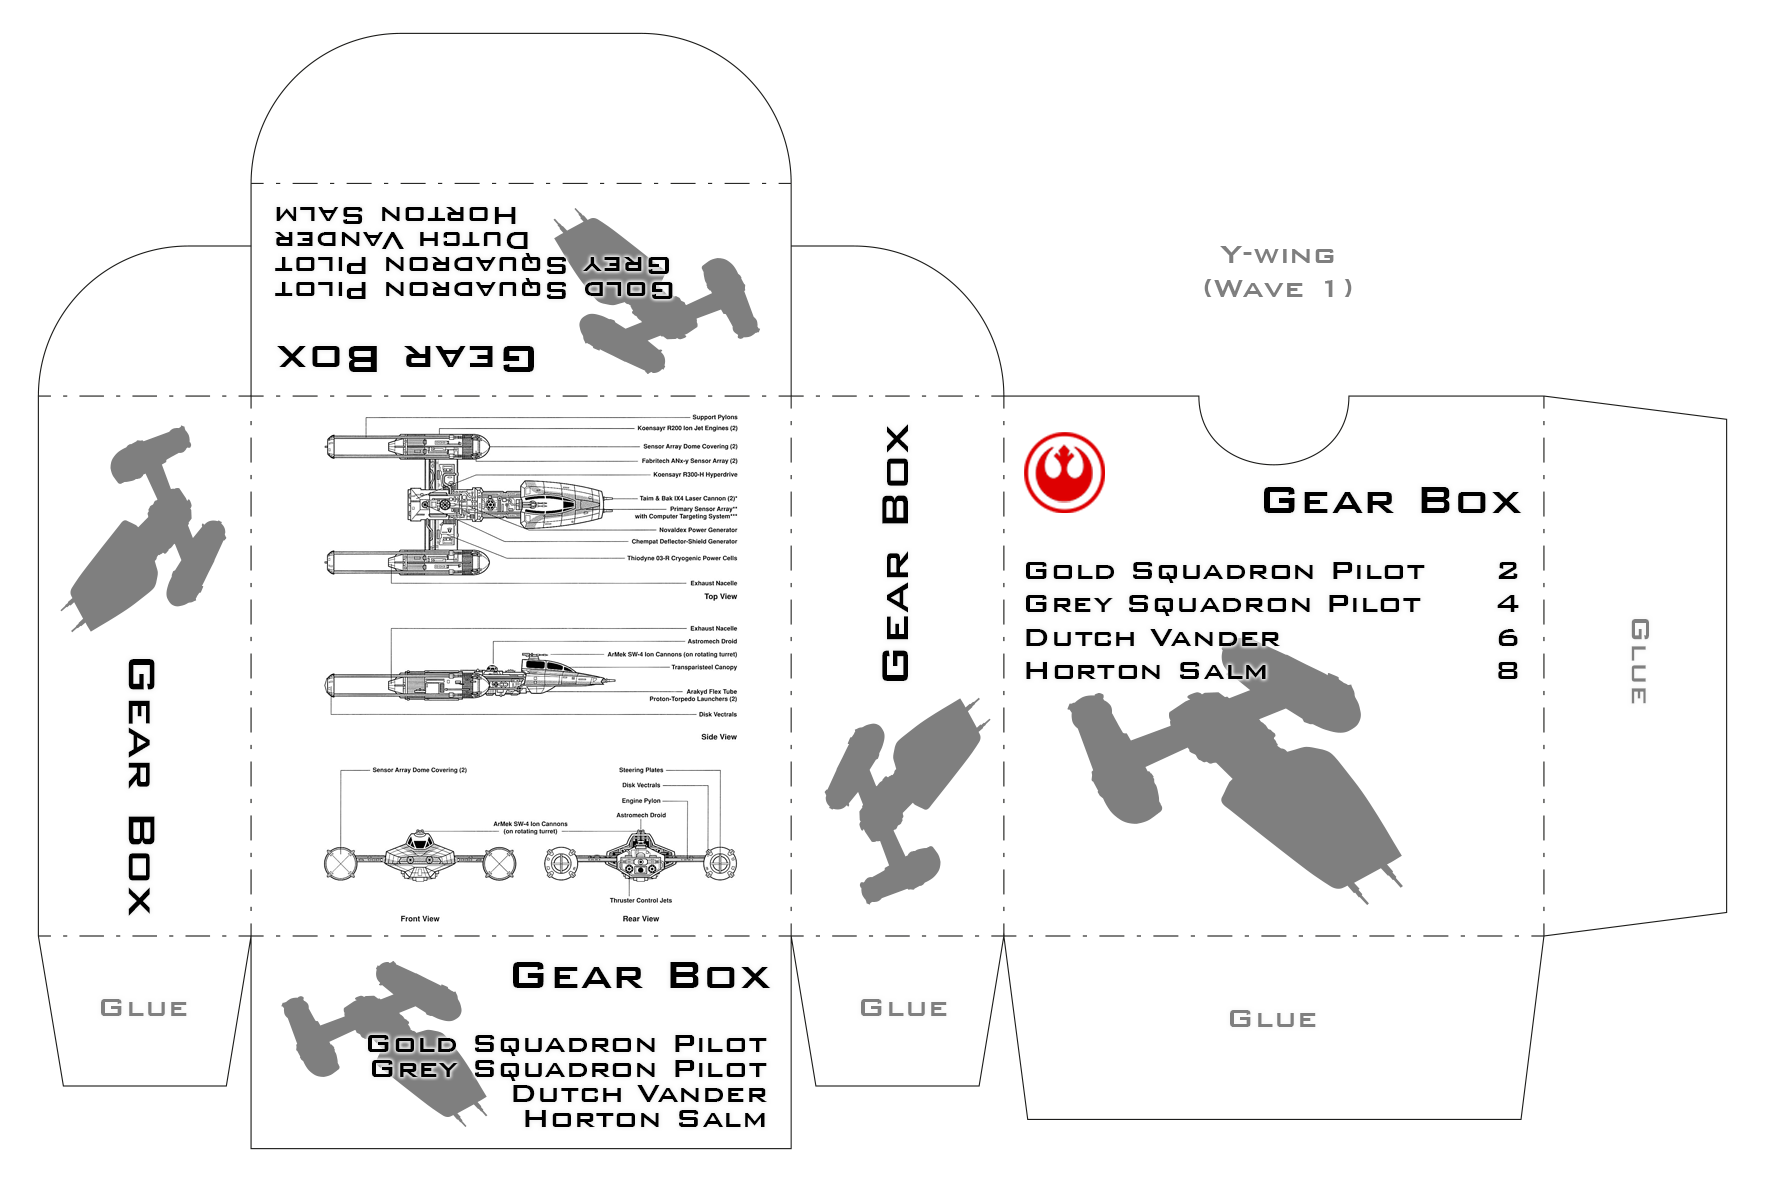 HORTON SALM
DUTCH VANDER
GREY SQUADRON PILOT
GOLD SQUADRON PILOT
GEAR BOX
Y-WING
(WAVE 1)
GEAR BOX
Support Pylons
Koensayr R200 Ion Jet Engines (2)
Sensor Array Dome Covering (2)
Fabritech ANx-y Sensor Array (2)
Koensayr R300-H Hyperdrive
Taim & Bak IX4 Laser Cannon (2)*
Primary Sensor Array**
with Computer Targeting System***
Novaldex Power Generator
Chempat Deflector-Shield Generator
Thiodyne 03-R Cryogenic Power Cells
Exhaust Nacelle
Top View
Exhaust Nacelle
Astromech Droid
ArMek SW-4 Ion Cannons (on rotating turret)
Transparisteel Canopy
Arakyd Flex Tube
Proton-Torpedo Launchers (2)
Disk Vectrals
Side View
Sensor Array Dome Covering (2)
Steering Plates
Disk Vectrals
Engine Pylon
Astromech Droid
ArMek SW-4 Ion Cannons
(on rotating turret)
Thruster Control Jets
Front View
Rear View
GEAR BOX
GEAR BOX
GOLD SQUADRON PILOT 2
GREY SQUADRON PILOT 4
DUTCH VANDER 6
HORTON SALM 8
GLUE
GLUE
GEAR BOX
GOLD SQUADRON PILOT
GREY SQUADRON PILOT
DUTCH VANDER
HORTON SALM
GLUE
GLUE